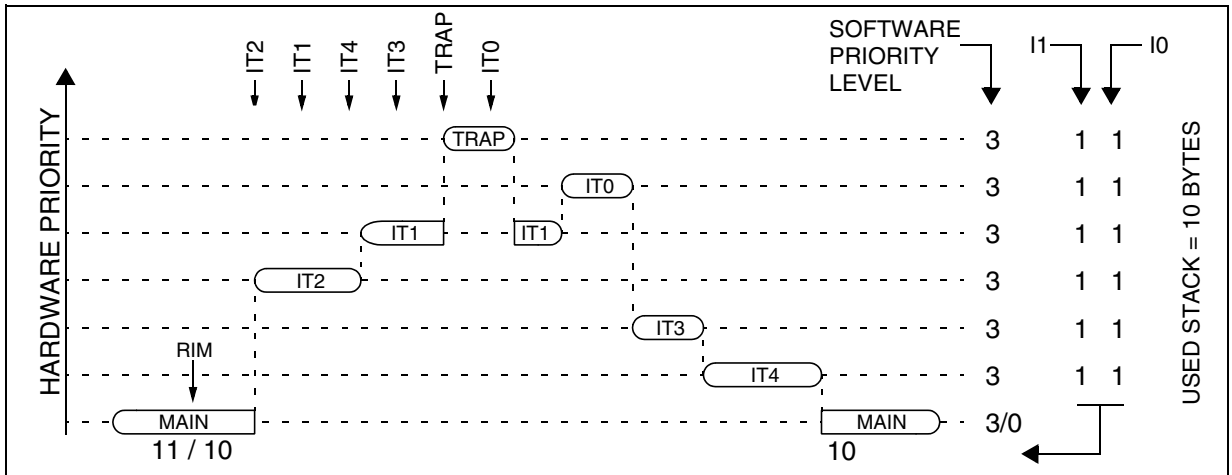 IT2
IT1
IT4
IT3
TRAP
IT0
SOFTWARE
PRIORITY
LEVEL
I1
I0
HARDWARE PRIORITY
TRAP
3
1 1
IT0
3
1 1
IT1
IT1
3
1 1
IT2
3
1 1
IT3
3
1 1
RIM
IT4
3
1 1
MAIN
MAIN
3/0
11 / 10
10
USED STACK = 10 BYTES